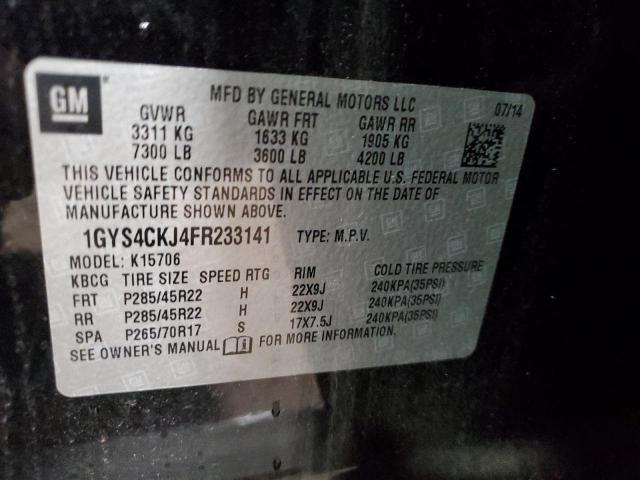 GM
MFD BY GENERAL MOTORS LLC
07/14
GVWR GAWR FRT GAWR RR
3311 KG 1633 KG 1905 KG
7300 LB 3600 LB 4200 LB
THIS VEHICLE CONFORMS TO ALL APPLICABLE U.S. FEDERAL MOTOR
VEHICLE SAFETY STANDARDS IN EFFECT ON THE DATE OF
MANUFACTURE SHOWN ABOVE.
1GYS4CKJ4FR233141 TYPE: M.P.V.
MODEL: K15706
KBCG TIRE SIZE SPEED RTG RIM COLD TIRE PRESSURE
FRT P285/45R22 H 22X9J 240KPA(35PSI)
RR P285/45R22 H 22X9J 240KPA(35PSI)
SPA P265/70R17 S 17X7.5J 240KPA(35PSI)
SEE OWNER'S MANUAL FOR MORE INFORMATION.